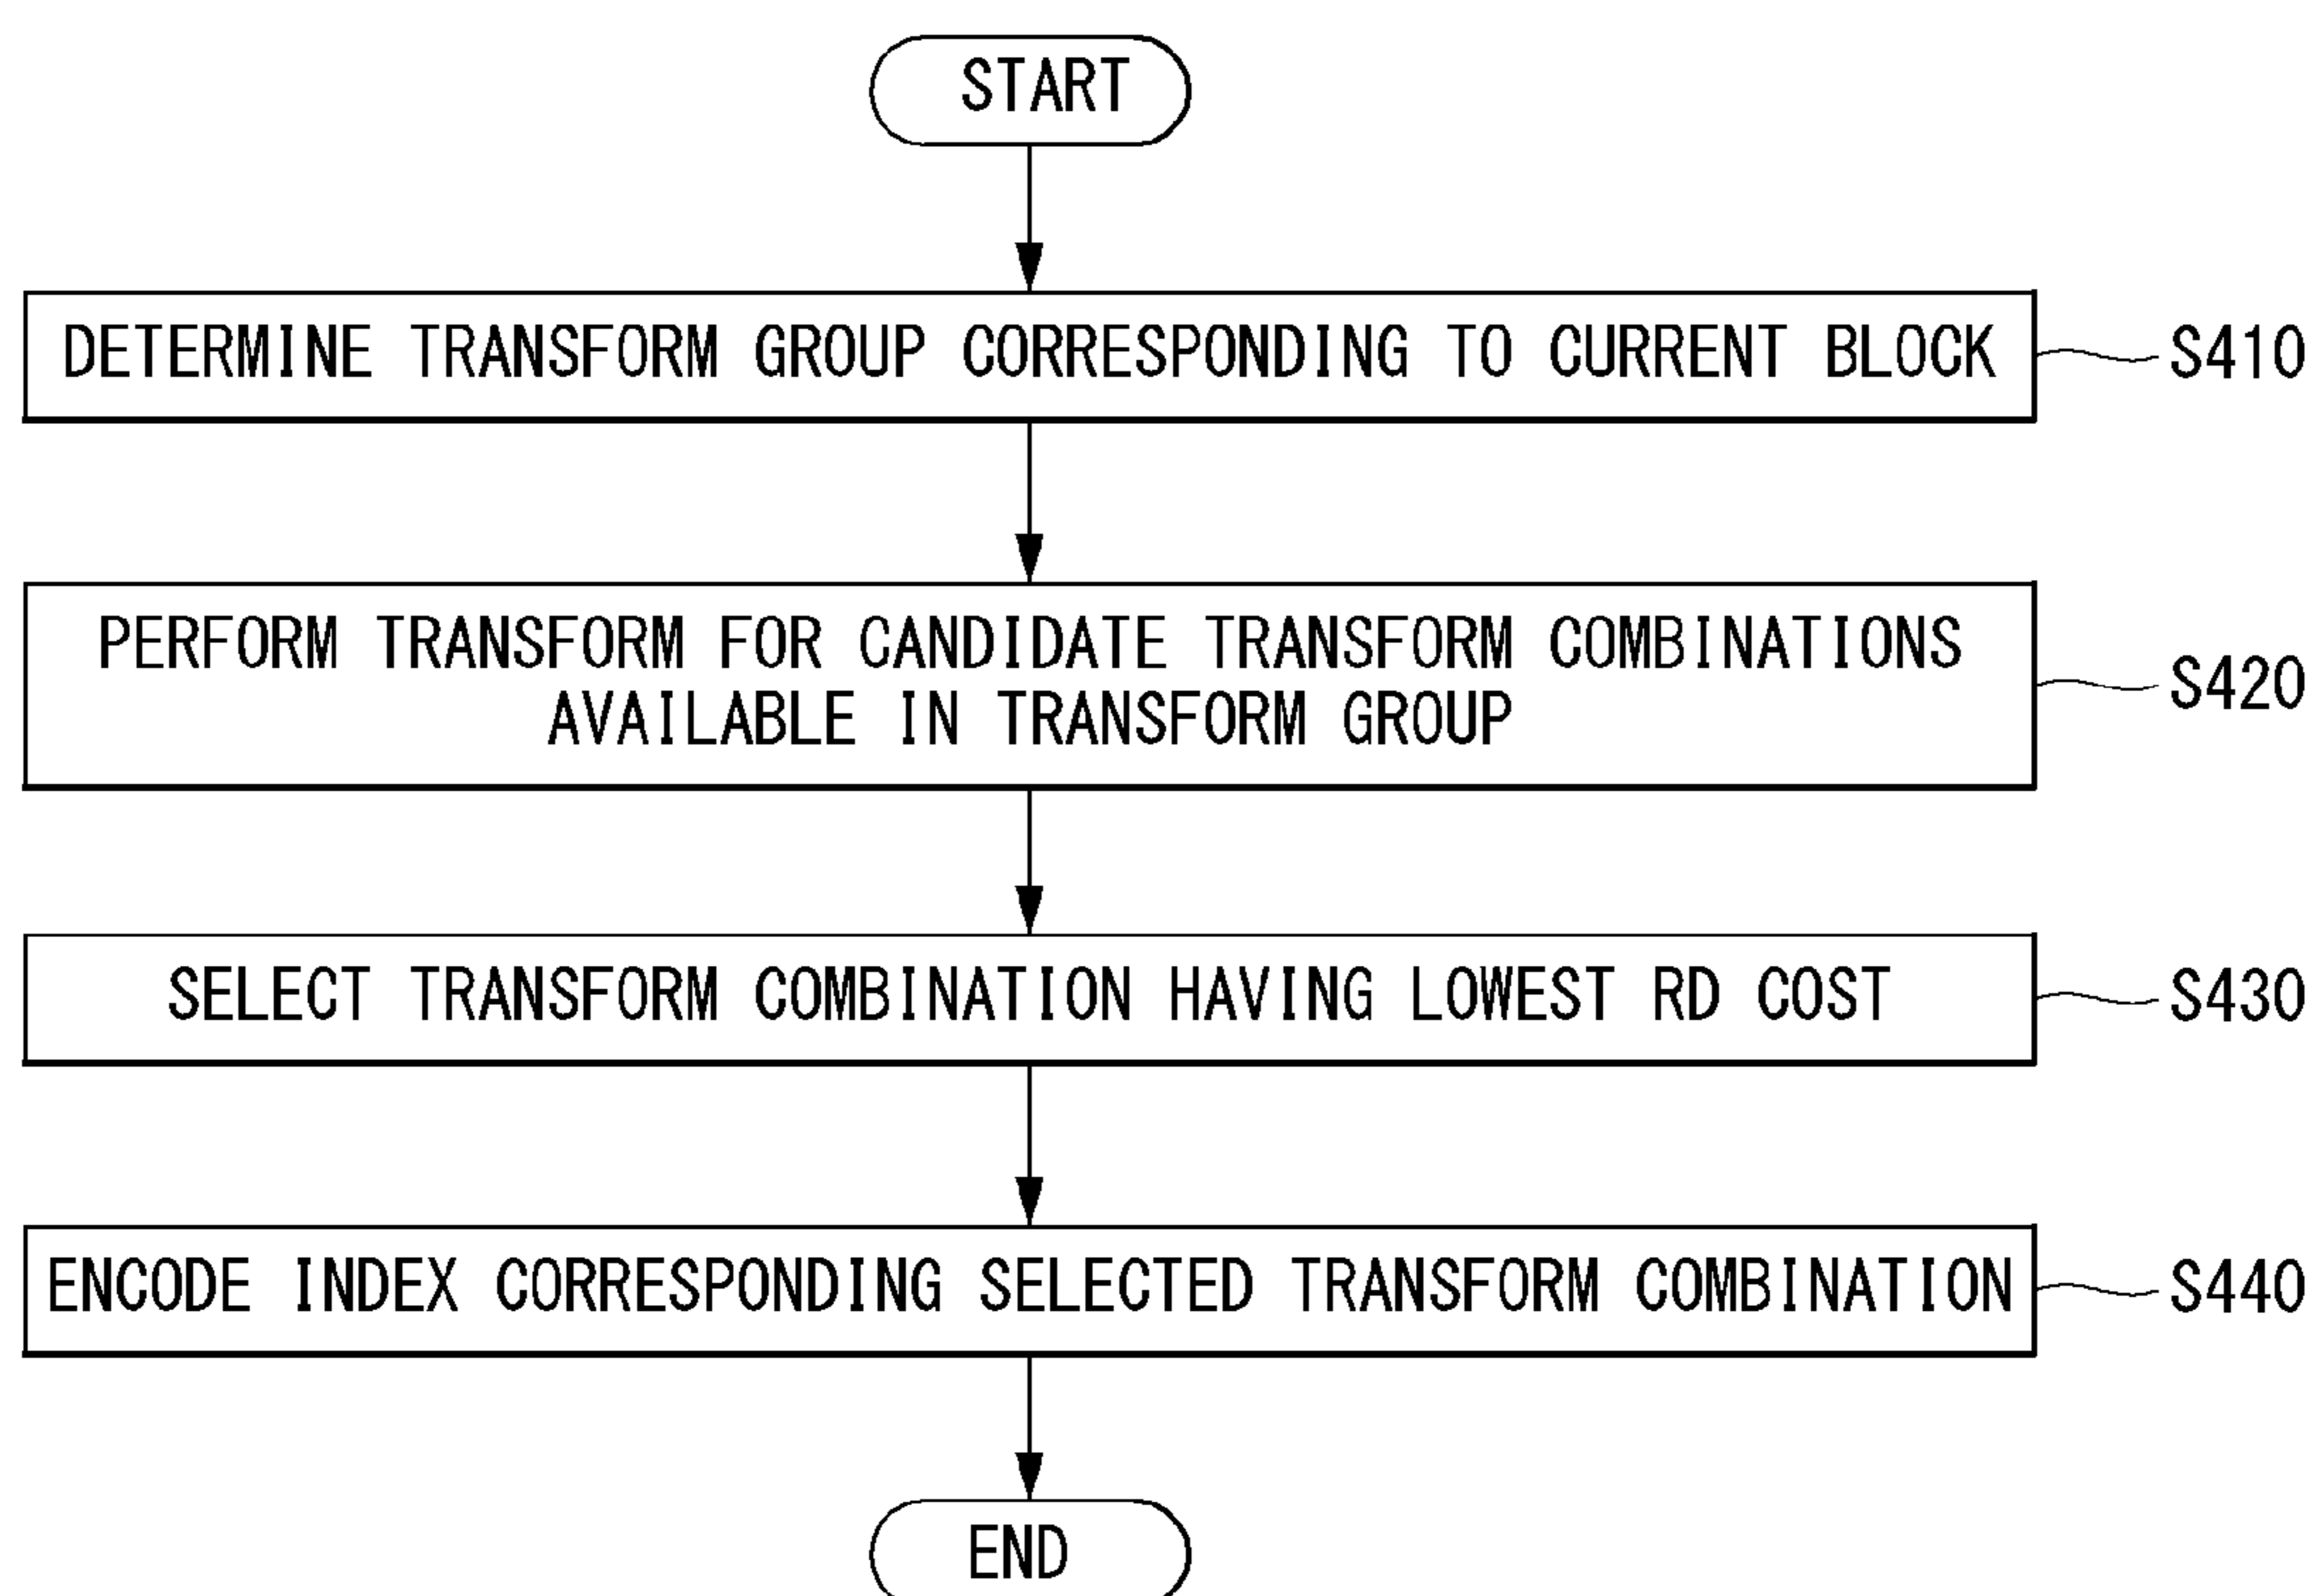 START
DETERMINE TRANSFORM GROUP CORRESPONDING TO CURRENT BLOCK
S410
PERFORM TRANSFORM FOR CANDIDATE TRANSFORM COMBINATIONS
AVAILABLE IN TRANSFORM GROUP
S420
SELECT TRANSFORM COMBINATION HAVING LOWEST RD COST
S430
ENCODE INDEX CORRESPONDING SELECTED TRANSFORM COMBINATION
S440
END